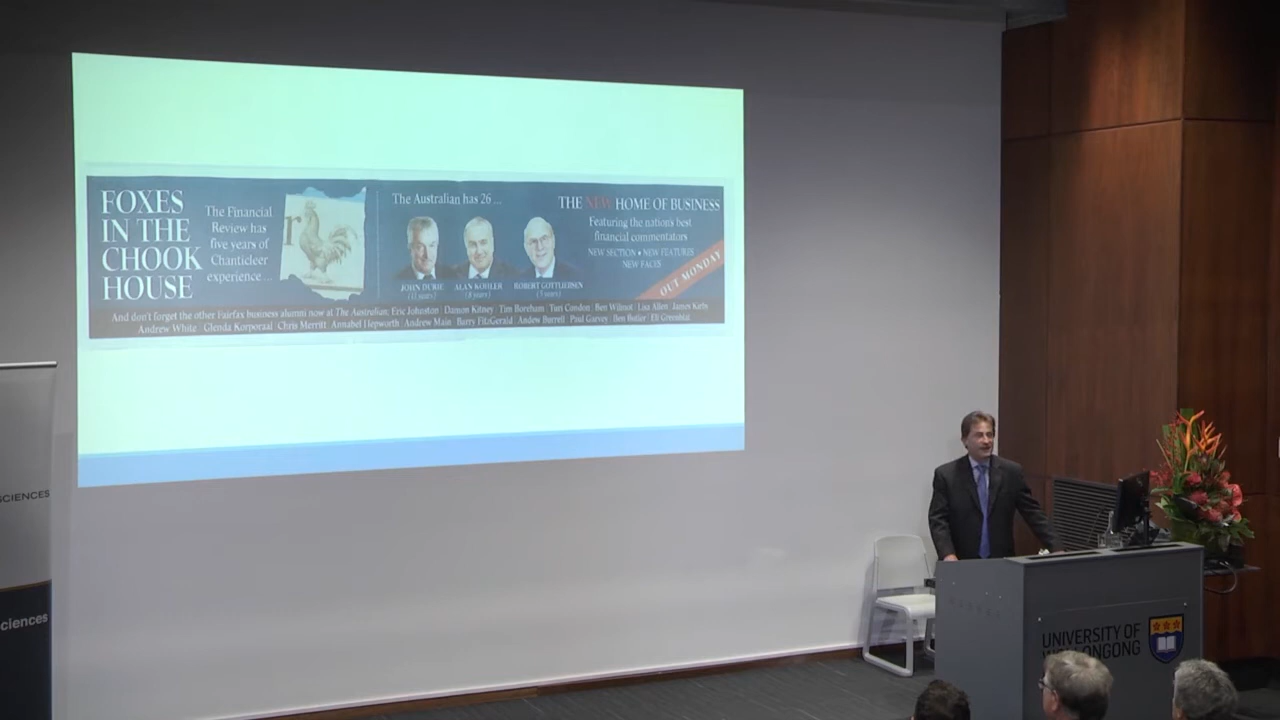 FOXES
IN THE
CHOOK
HOUSE
The Financial
Review has
five years of
Chanticleer
experience ...
The Australian has 26 ...
JOHN DURIE
ALAN KOHLER
ROBERT GOTTLIEBSEN
THE NEW HOME OF BUSINESS
Featuring the nation's best
financial commentators
NEW SECTION • NEW FEATURES
NEW FACES
OUT MONDAY
And don't forget the other Fairfax business alumni now at The Australian: Eric Johnston Damon Kitney Tim Boreham Turi Condon Ben Wilmot Lisa Allen James Kirby
Andrew White Glenda Korporaal Chris Merritt Annabel Hepworth Andrew Main Barry FitzGerald Andrew Burrell Paul Garvey Ben Butler Eli Greenblat
SCIENCES
ciences
UNIVERSITY OF
WOLLONGONG